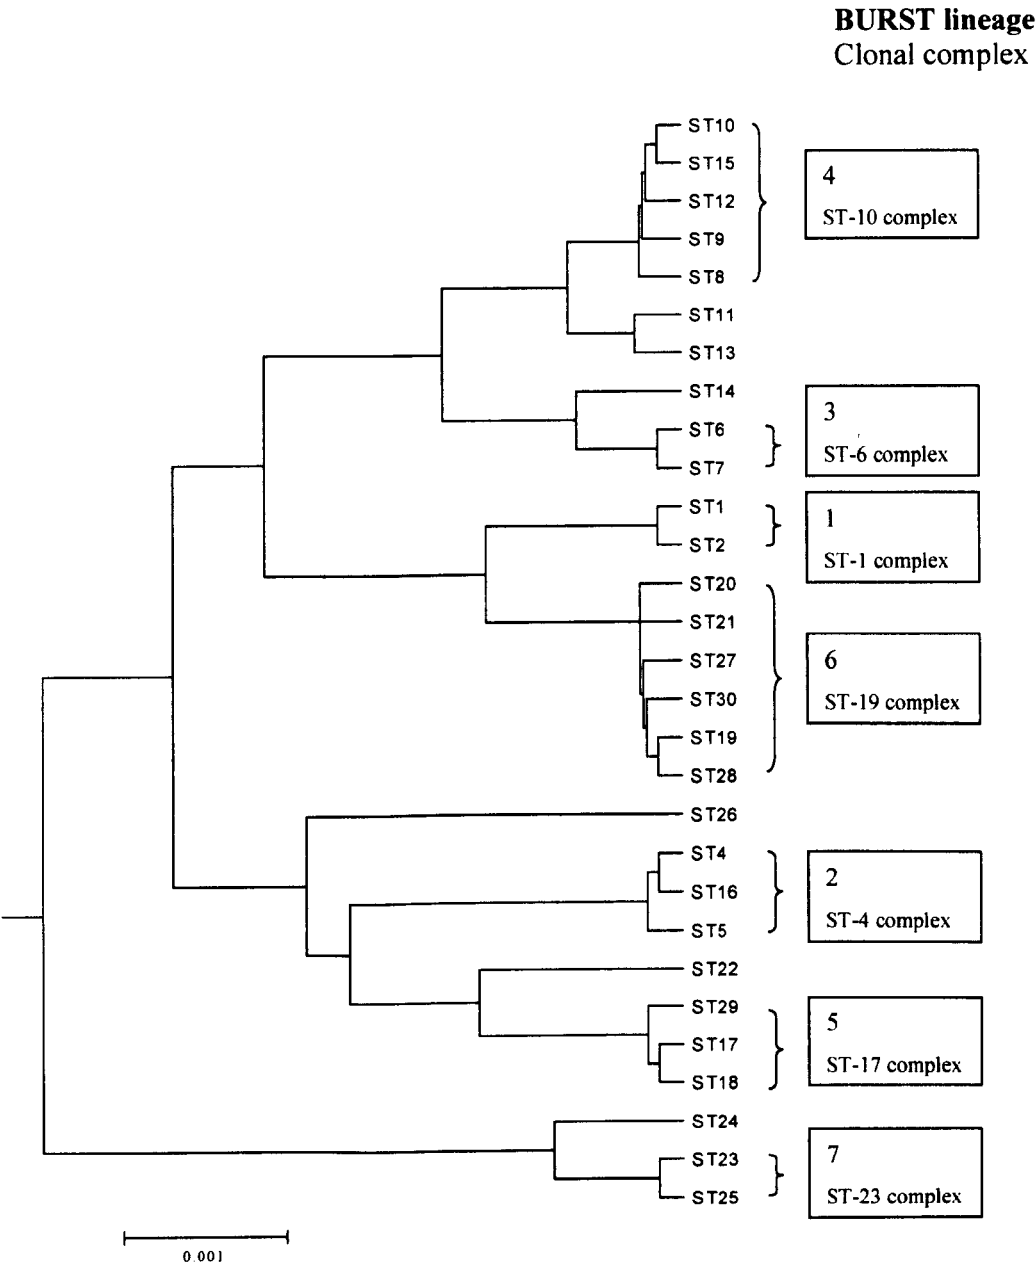 BURST lineage
Clonal complex
ST10
ST15
ST12
ST9
ST8
4
ST-10 complex
ST11
ST13
ST14
ST6
ST7
3
ST-6 complex
ST1
ST2
1
ST-1 complex
ST20
ST21
ST27
ST30
ST19
ST28
6
ST-19 complex
ST26
ST4
ST16
ST5
2
ST-4 complex
ST22
ST29
ST17
ST18
5
ST-17 complex
ST24
ST23
ST25
7
ST-23 complex
0.001